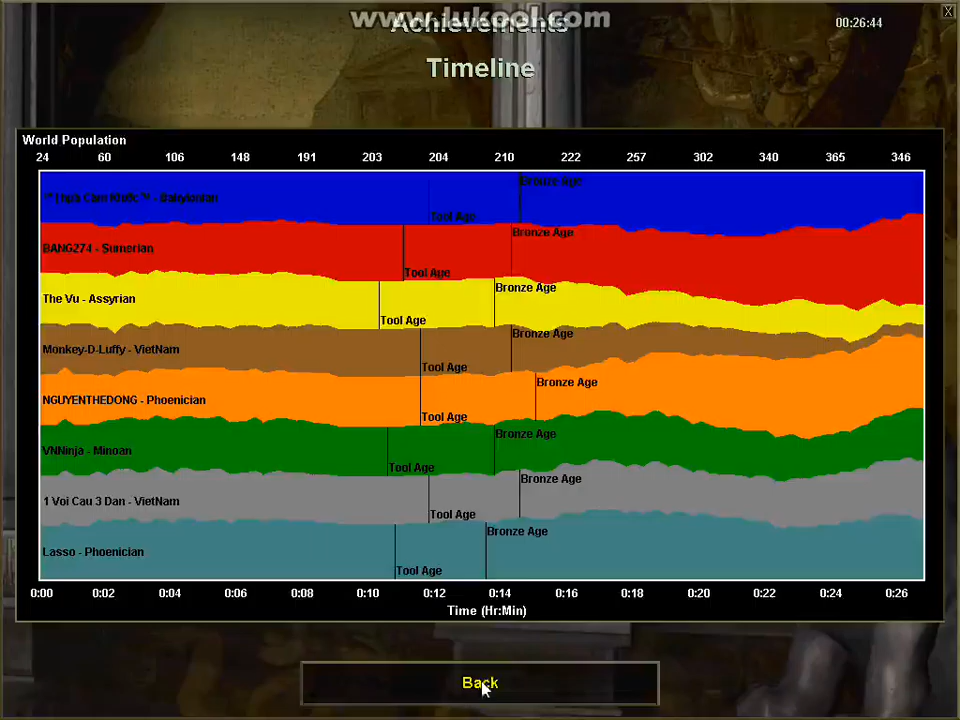 www.lukool.com
Achievements
00:26:44
X
Timeline
World Population
24 60 106 148 191 203 204 210 222 257 302 340 365 346
Bronze Age
- Babylonian
Tool Age
Bronze Age
BANG274 - Sumerian
Tool Age
Bronze Age
The Vu - Assyrian
Tool Age
Bronze Age
Monkey-D-Luffy - VietNam
Tool Age
Bronze Age
NGUYENTHEDONG - Phoenician
Tool Age
Bronze Age
VNNinja - Minoan
Tool Age
Bronze Age
1 Voi Cau 3 Dan - VietNam
Tool Age
Bronze Age
Lasso - Phoenician
Tool Age
0:00 0:02 0:04 0:06 0:08 0:10 0:12 0:14 0:16 0:18 0:20 0:22 0:24 0:26
Time (Hr:Min)
Back